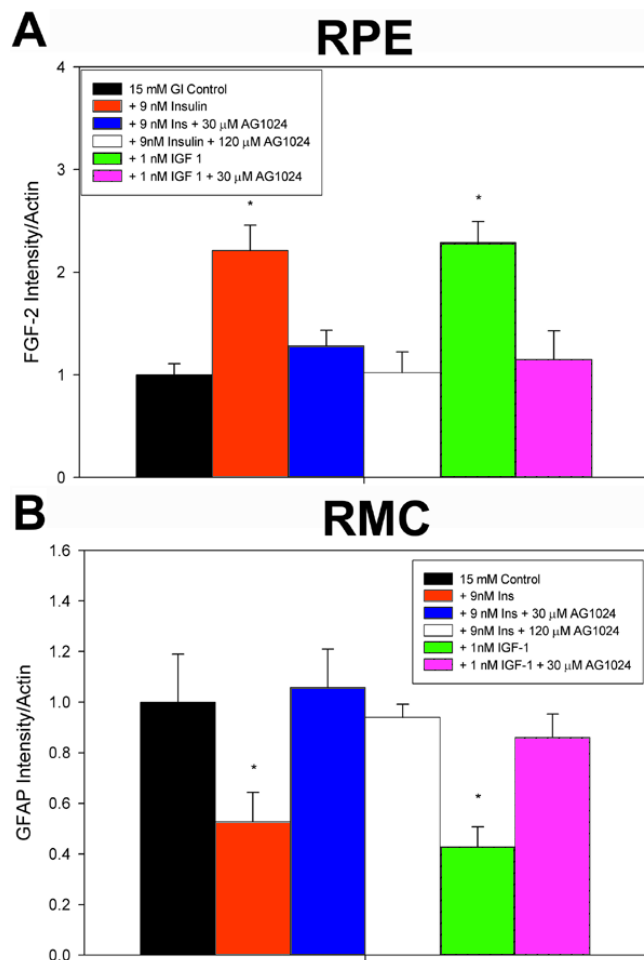 A
RPE
4
3
2
1
0
FGF-2 Intensity/Actin
15 mM Gl Control
+ 9 nM Insulin
+ 9 nM Ins + 30 μM AG1024
+ 9nM Insulin + 120 μM AG1024
+ 1 nM IGF 1
+ 1 nM IGF 1 + 30 μM AG1024
*
*
B
RMC
1.6
1.4
1.2
1.0
0.8
0.6
0.4
0.2
0.0
GFAP Intensity/Actin
15 mM Control
+ 9nM Ins
+ 9 nM Ins + 30 μM AG1024
+ 9nM Ins + 120 μM AG1024
+ 1nM IGF-1
+ 1 nM IGF-1 + 30 μM AG1024
*
*